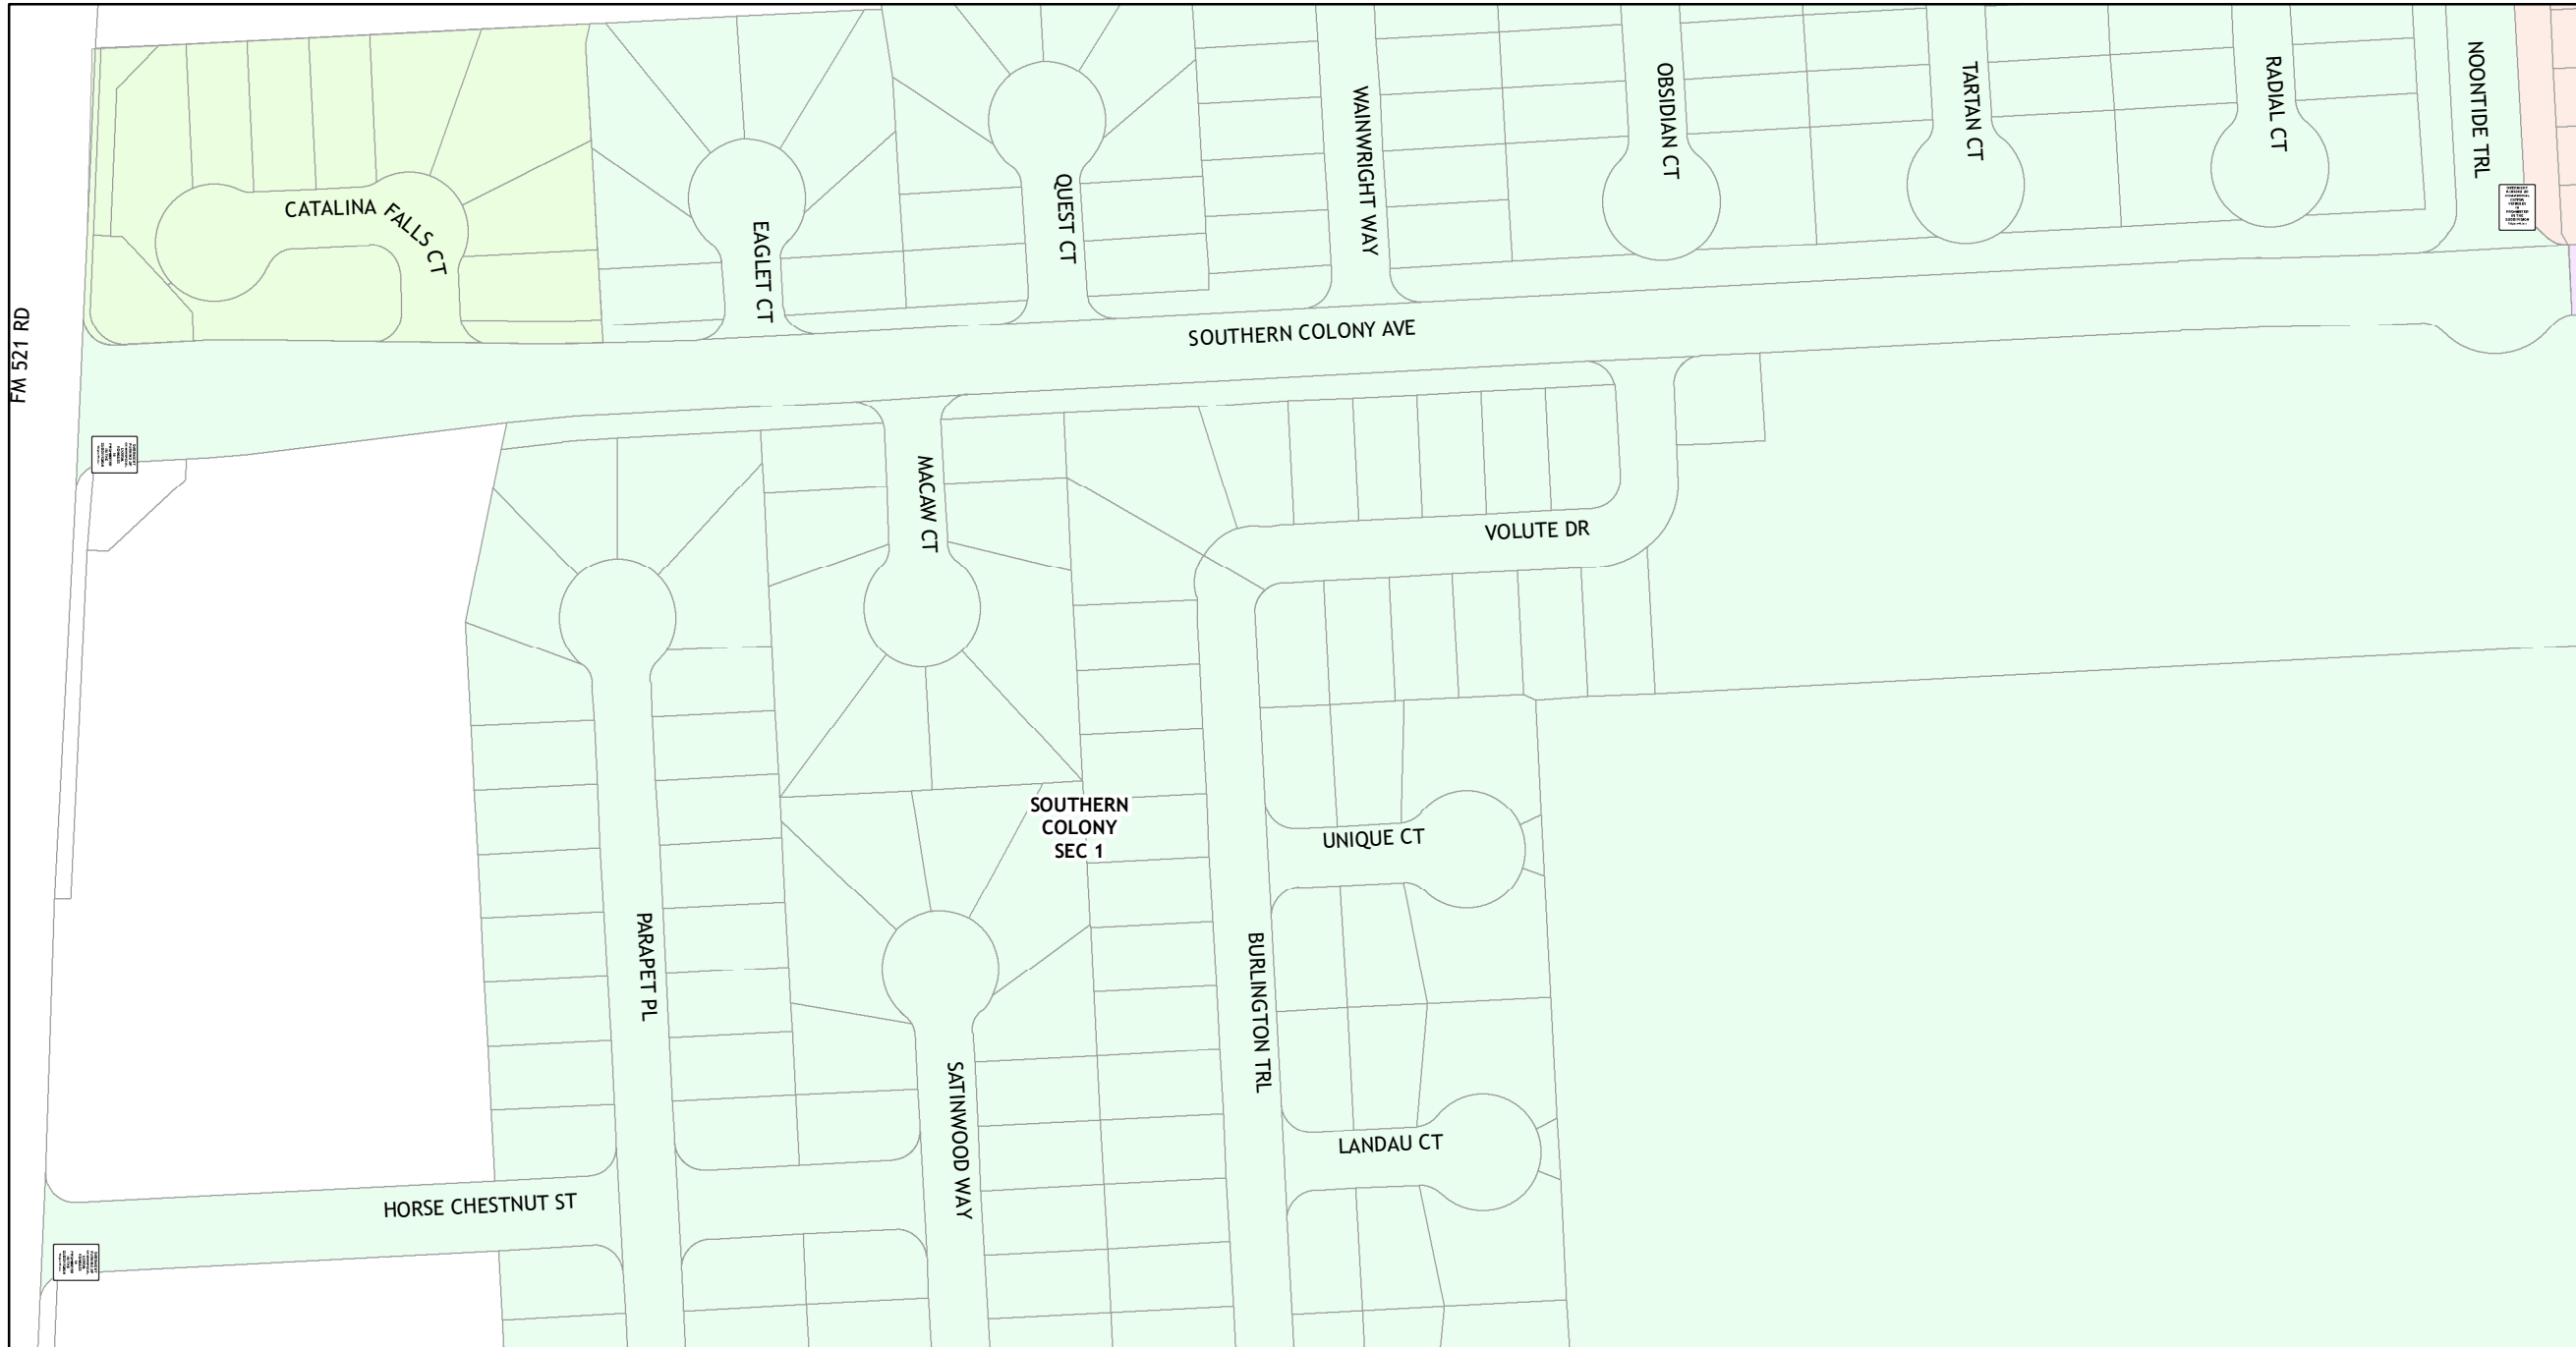 NOONTIDE TRL
RADIAL CT
TARTAN CT
OBSIDIAN CT
WAINWRIGHT WAY
QUEST CT
EAGLET CT
CATALINA FALLS CT
FM 521 RD
SOUTHERN COLONY AVE
MACAW CT
VOLUTE DR
SOUTHERN
COLONY
SEC 1
UNIQUE CT
PARAPET PL
BURLINGTON TRL
SATINWOOD WAY
LANDAU CT
HORSE CHESTNUT ST